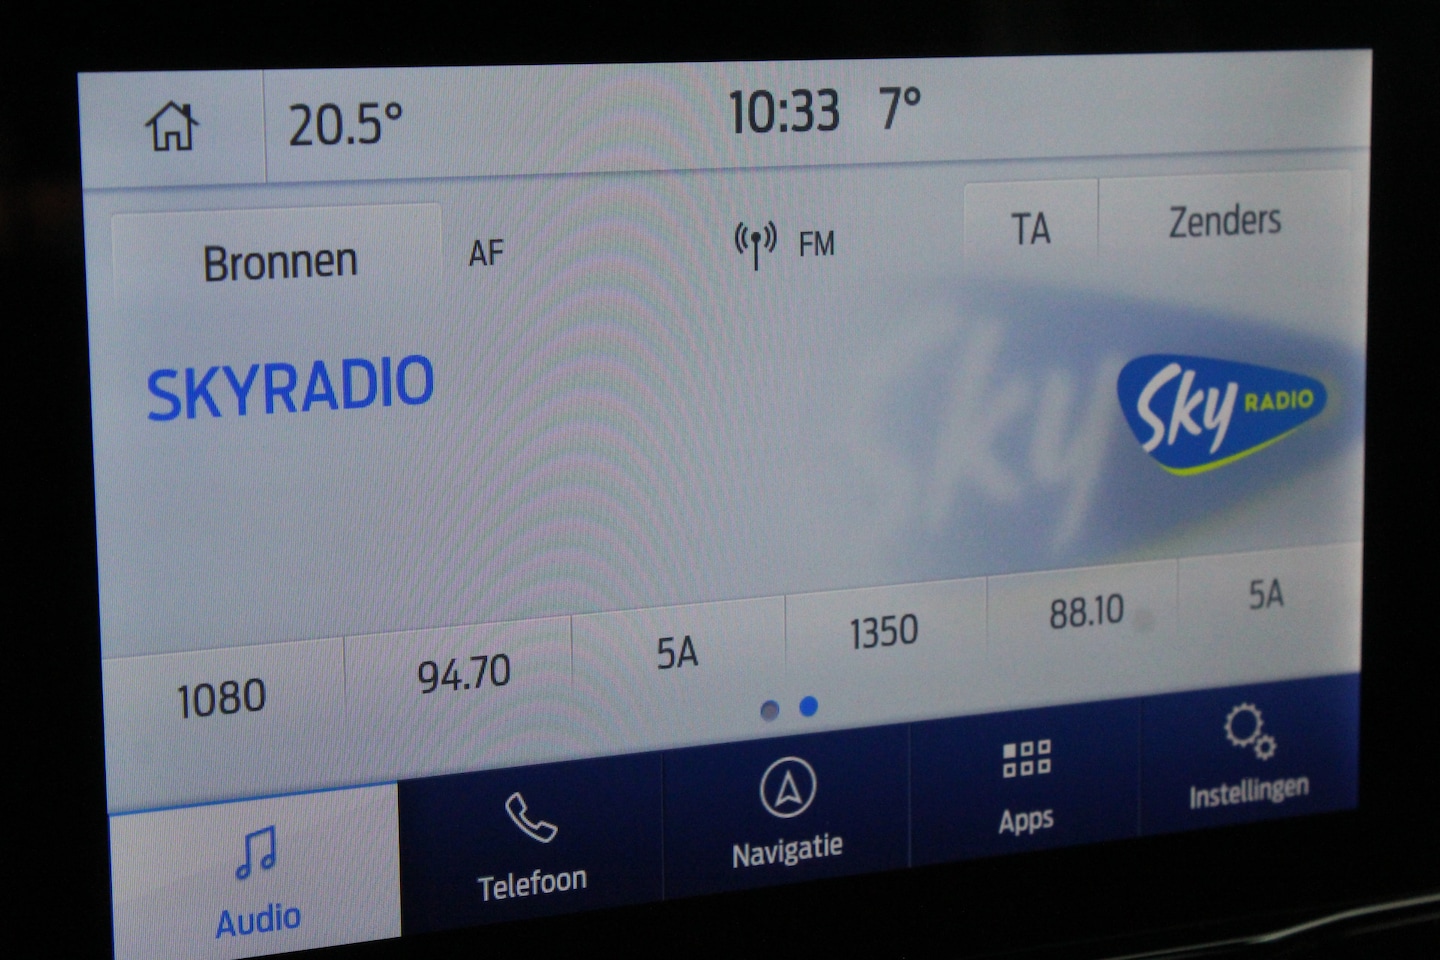 20.5° 10:33 7°
Bronnen AF FM TA Zenders
SKYRADIO
Sky RADIO
Sky
1080 94.70 5A 1350 88.10 5A
Audio Telefoon Navigatie Apps Instellingen